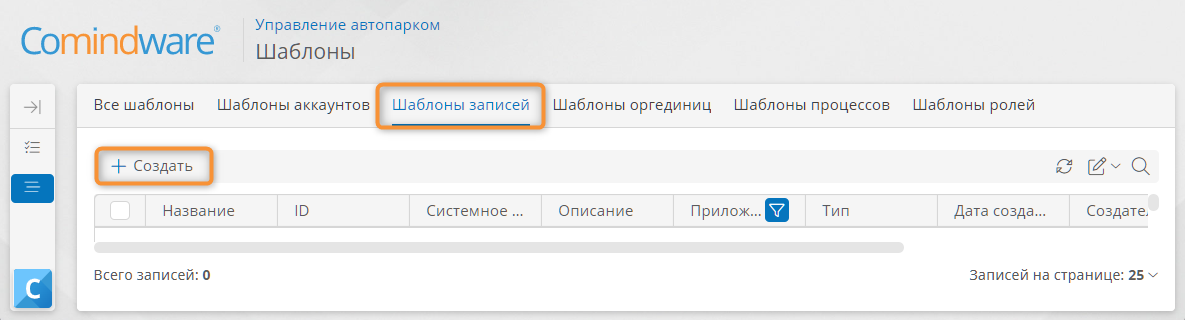 Comindware®
Управление автопарком
Шаблоны
Все шаблоны Шаблоны аккаунтов Шаблоны записей Шаблоны оргединиц Шаблоны процессов Шаблоны ролей
Создать
Название ID Системное ... Описание Прилож... Тип Дата созда... Создател
Всего записей: 0 Записей на странице: 25
C